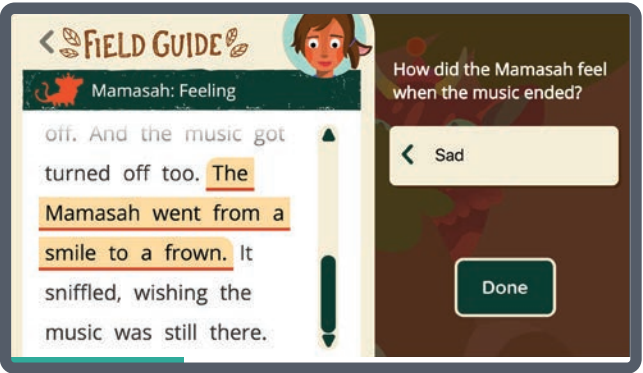 FIELD GUIDE
Mamasah: Feeling
off. And the music got
turned off too. The
Mamasah went from a
smile to a frown. It
sniffled, wishing the
music was still there.
How did the Mamasah feel
when the music ended?
Sad
Done